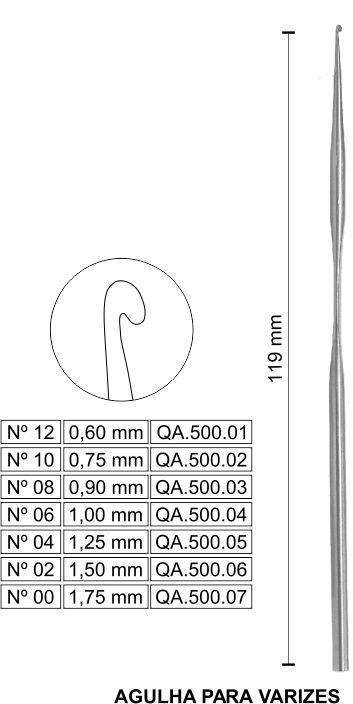 119 mm
Nº 12 0,60 mm QA.500.01
Nº 10 0,75 mm QA.500.02
Nº 08 0,90 mm QA.500.03
Nº 06 1,00 mm QA.500.04
Nº 04 1,25 mm QA.500.05
Nº 02 1,50 mm QA.500.06
Nº 00 1,75 mm QA.500.07
AGULHA PARA VARIZES